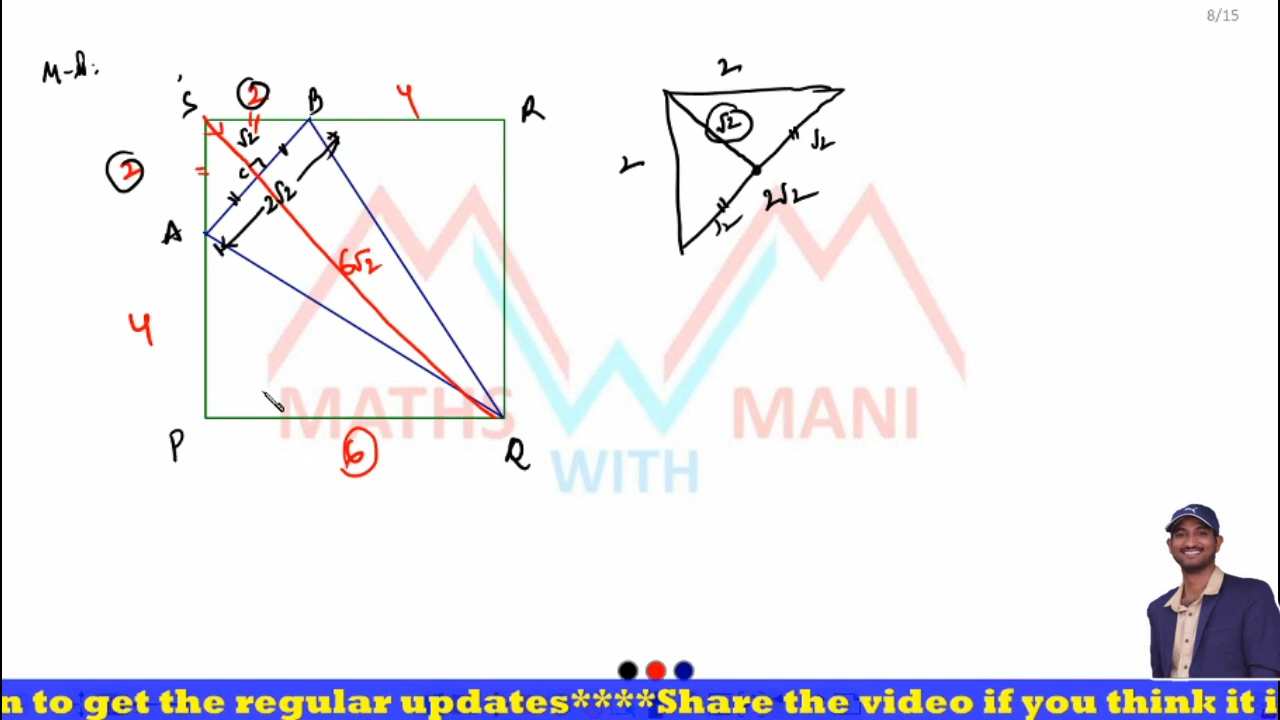 8/15
M-II:
S 2 B 4 R
√2
2 = C
2√2
A
6√2
4
P 6 Q
2
√2
√2
2
2√2
√2
MATHS MANI
WITH
n to get the regular updates****Share the video if you think it i